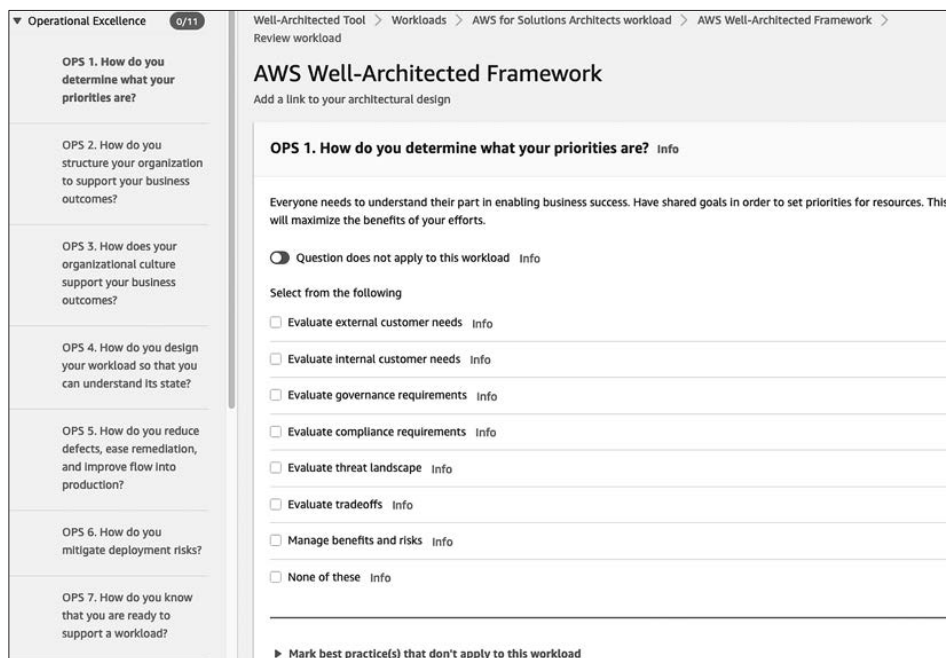 Operational Excellence 0/11
OPS 1. How do you
determine what your
priorities are?
OPS 2. How do you
structure your organization
to support your business
outcomes?
OPS 3. How does your
organizational culture
support your business
outcomes?
OPS 4. How do you design
your workload so that you
can understand its state?
OPS 5. How do you reduce
defects, ease remediation,
and improve flow into
production?
OPS 6. How do you
mitigate deployment risks?
OPS 7. How do you know
that you are ready to
support a workload?
Well-Architected Tool > Workloads > AWS for Solutions Architects workload > AWS Well-Architected Framework >
Review workload
AWS Well-Architected Framework
Add a link to your architectural design
OPS 1. How do you determine what your priorities are? Info
Everyone needs to understand their part in enabling business success. Have shared goals in order to set priorities for resources. This
will maximize the benefits of your efforts.
Question does not apply to this workload Info
Select from the following
Evaluate external customer needs Info
Evaluate internal customer needs Info
Evaluate governance requirements Info
Evaluate compliance requirements Info
Evaluate threat landscape Info
Evaluate tradeoffs Info
Manage benefits and risks Info
None of these Info
Mark best practice(s) that don't apply to this workload